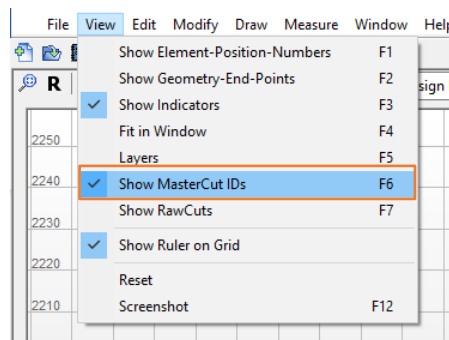 File View Edit Modify Draw Measure Window Help
Show Element-Position-Numbers F1
Show Geometry-End-Points F2
R
sign
Show Indicators F3
Fit in Window F4
2250
Layers F5
2240
Show MasterCut IDs F6
Show RawCuts F7
2230
Show Ruler on Grid
2220
Reset
2210
Screenshot F12